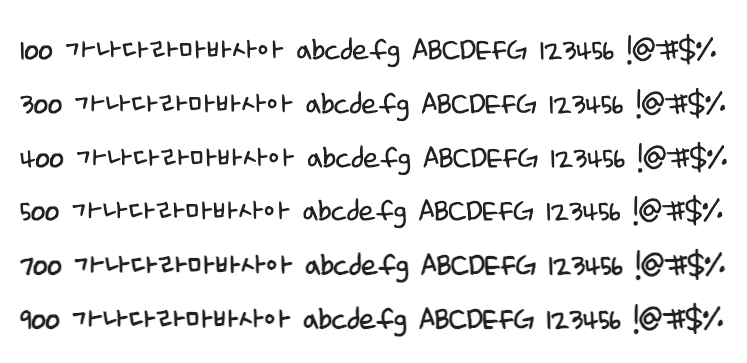 100 가나다라마바사아 abcdefg ABCDEFG 123456 !@#$%
300 가나다라마바사아 abcdefg ABCDEFG 123456 !@#$%
400 가나다라마바사아 abcdefg ABCDEFG 123456 !@#$%
500 가나다라마바사아 abcdefg ABCDEFG 123456 !@#$%
700 가나다라마바사아 abcdefg ABCDEFG 123456 !@#$%
900 가나다라마바사아 abcdefg ABCDEFG 123456 !@#$%